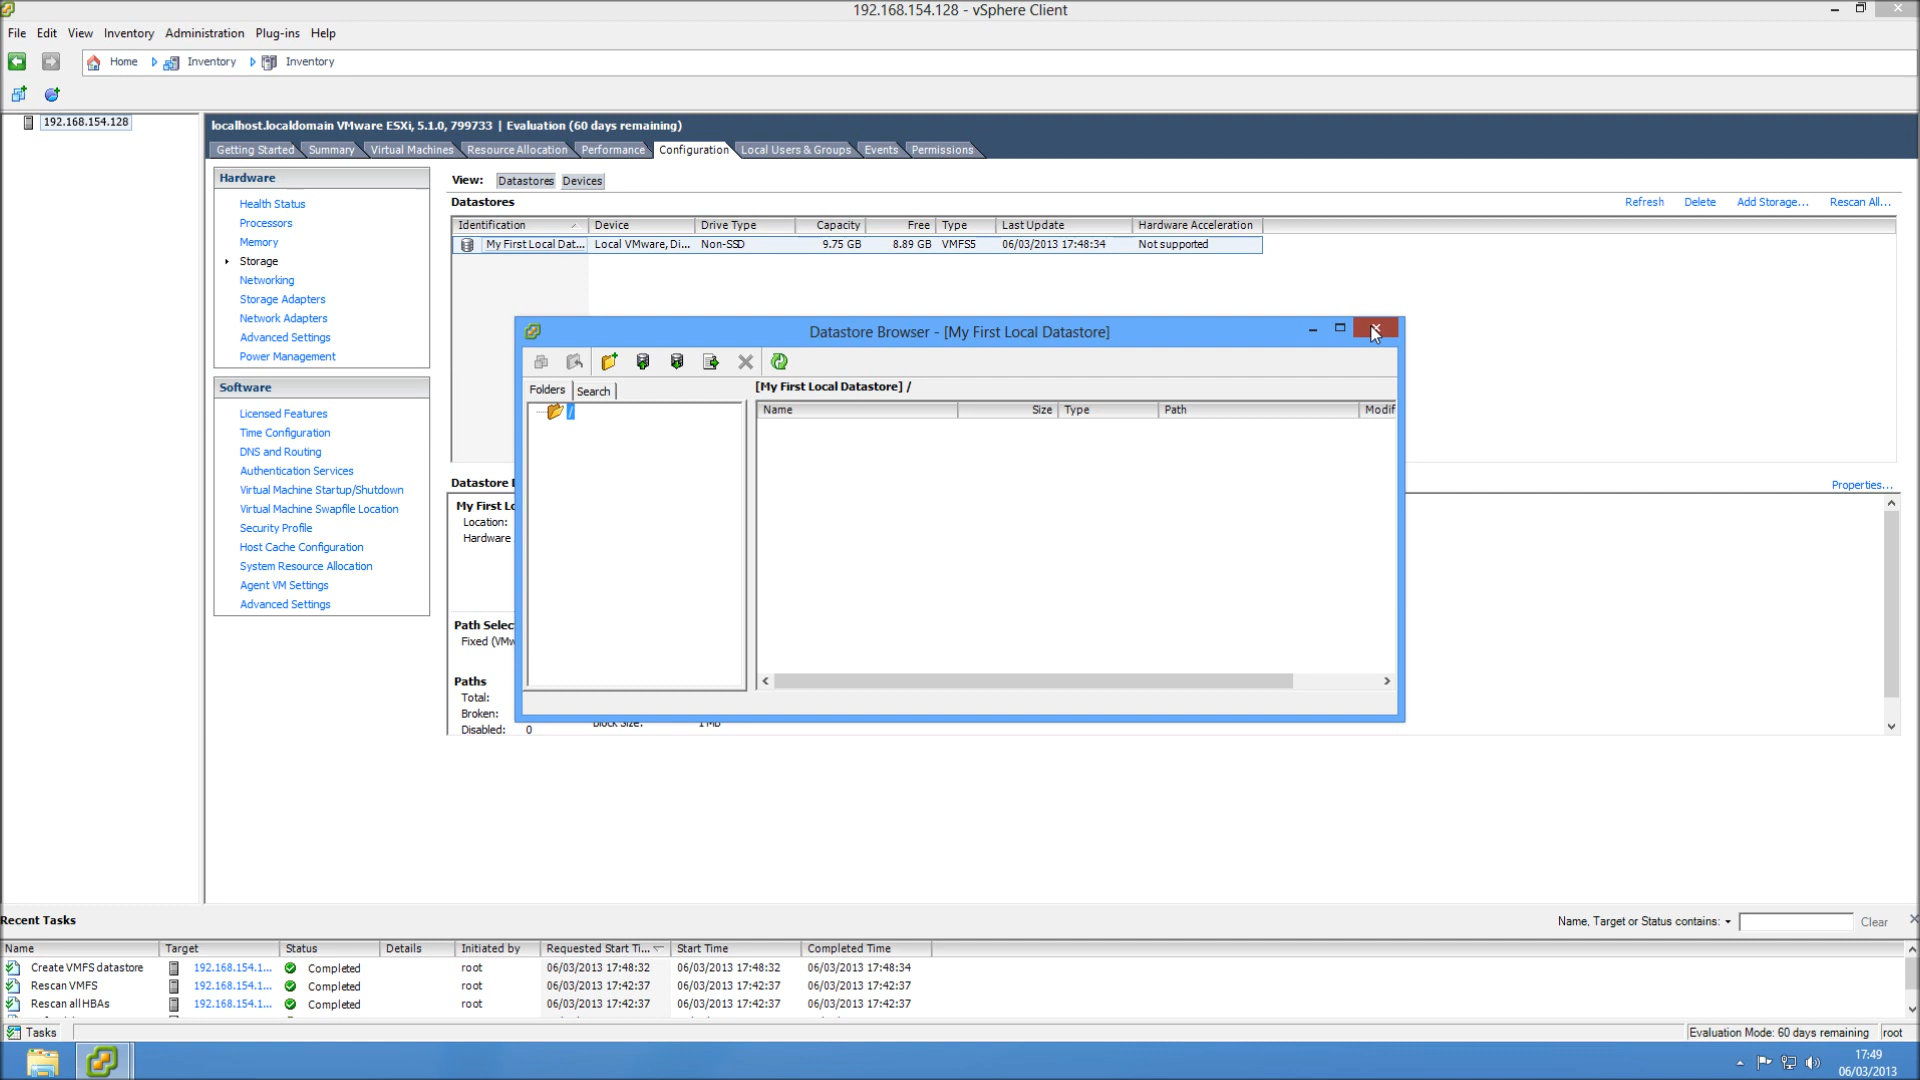 192.168.154.128 - vSphere Client
File Edit View Inventory Administration Plug-ins Help
Home Inventory Inventory
192.168.154.128
localhost.localdomain VMware ESXi, 5.1.0, 799733 | Evaluation (60 days remaining)
Getting Started Summary Virtual Machines Resource Allocation Performance Configuration Local Users & Groups Events Permissions
Hardware
Health Status
Processors
Memory
Storage
Networking
Storage Adapters
Network Adapters
Advanced Settings
Power Management
Software
Licensed Features
Time Configuration
DNS and Routing
Authentication Services
Virtual Machine Startup/Shutdown
Virtual Machine Swapfile Location
Security Profile
Host Cache Configuration
System Resource Allocation
Agent VM Settings
Advanced Settings
View: Datastores Devices
Datastores
Refresh Delete Add Storage... Rescan All...
Identification Device Drive Type Capacity Free Type Last Update Hardware Acceleration
My First Local Dat... Local VMware, Di... Non-SSD 9.75 GB 8.89 GB VMFS5 06/03/2013 17:48:34 Not supported
Datastore Browser - [My First Local Datastore]
Folders Search
/
[My First Local Datastore] /
Name Size Type Path Modif
Datastore
Properties...
My First Lo
Location:
Hardware
Path Selec
Fixed (VMw
Paths
Total:
Broken:
Disabled: 0
Block Size: 1 MB
Recent Tasks
Name, Target or Status contains: Clear
Name Target Status Details Initiated by Requested Start Ti... Start Time Completed Time
Create VMFS datastore 192.168.154.1... Completed root 06/03/2013 17:48:32 06/03/2013 17:48:32 06/03/2013 17:48:34
Rescan VMFS 192.168.154.1... Completed root 06/03/2013 17:42:37 06/03/2013 17:42:37 06/03/2013 17:42:37
Rescan all HBAs 192.168.154.1... Completed root 06/03/2013 17:42:37 06/03/2013 17:42:37 06/03/2013 17:42:37
Tasks
Evaluation Mode: 60 days remaining root
17:49
06/03/2013